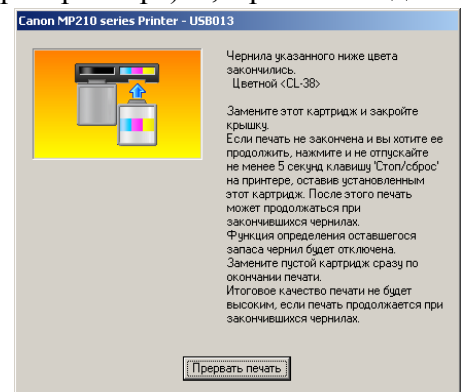 Canon MP210 series Printer - USB013
Чернила указанного ниже цвета
закончились.
Цветной <CL-38>
Замените этот картридж и закройте
крышку.
Если печать не закончена и вы хотите ее
продолжить, нажмите и не отпускайте
не менее 5 секунд клавишу 'Стоп/сброс'
на принтере, оставив установленным
этот картридж. После этого печать
может продолжаться при
закончившихся чернилах.
Функция определения оставшегося
запаса чернил будет отключена.
Замените пустой картридж сразу по
окончании печати.
Итоговое качество печати не будет
высоким, если печать продолжается при
закончившихся чернилах.
Прервать печать